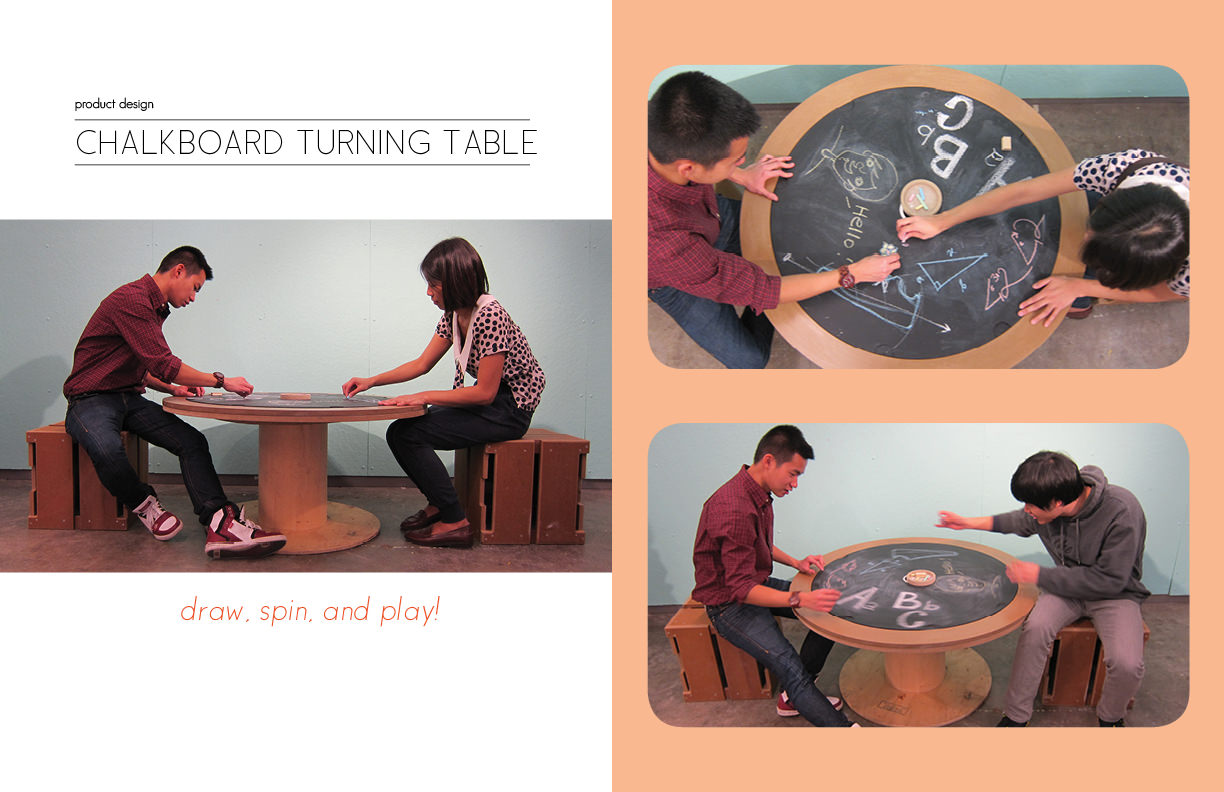 product design
CHALKBOARD TURNING TABLE
draw, spin, and play!
C
B b
Hello
A a
B b
C